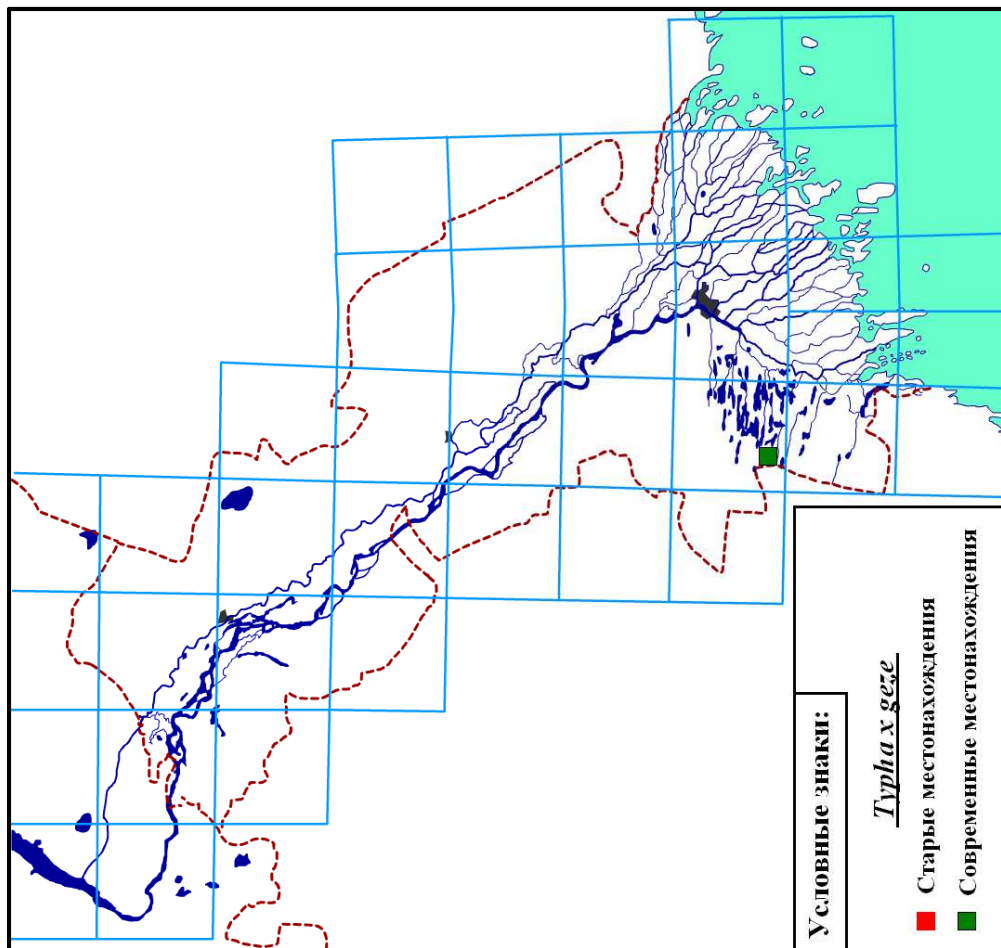 Условные знаки:
Typha x geze
Старые местонахождения
Современные местонахождения